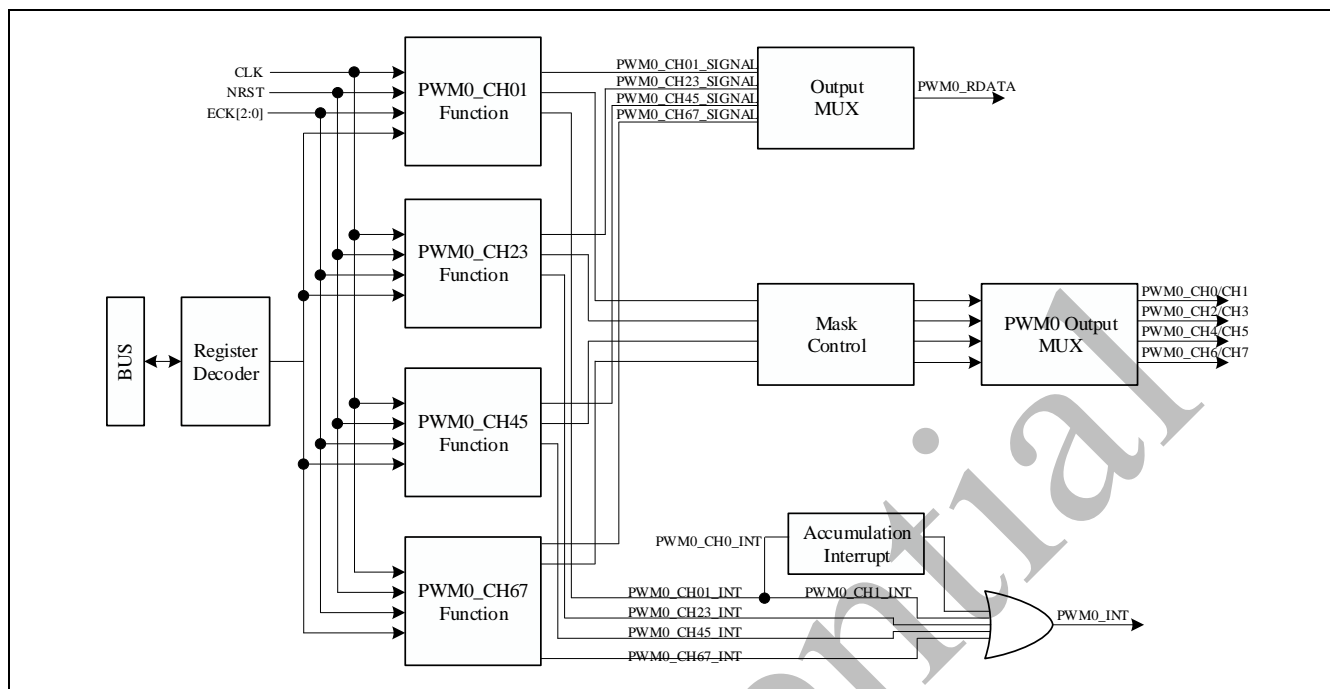 CLK
NRST
ECK[2:0]
PWM0_CH01
Function
PWM0_CH01_SIGNAL
PWM0_CH23_SIGNAL
PWM0_CH45_SIGNAL
PWM0_CH67_SIGNAL
Output
MUX
PWM0_RDATA
PWM0_CH23
Function
BUS
Register
Decoder
Mask
Control
PWM0 Output
MUX
PWM0_CH0/CH1
PWM0_CH2/CH3
PWM0_CH4/CH5
PWM0_CH6/CH7
PWM0_CH45
Function
PWM0_CH67
Function
PWM0_CH0_INT
Accumulation
Interrupt
PWM0_CH01_INT
PWM0_CH1_INT
PWM0_CH23_INT
PWM0_CH45_INT
PWM0_CH67_INT
PWM0_INT
ntial